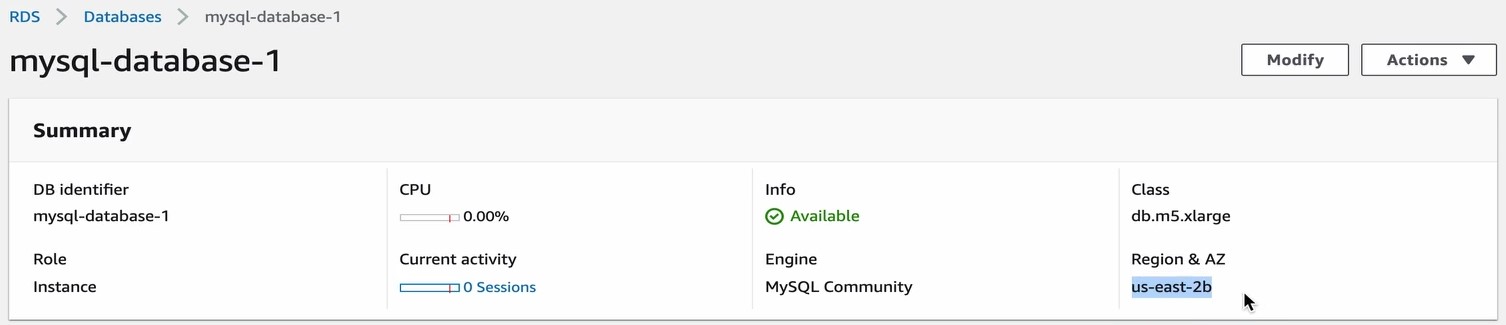 RDS Databases mysql-database-1
mysql-database-1
Modify
Actions
Summary
DB identifier
mysql-database-1
Role
Instance
CPU
0.00%
Current activity
0 Sessions
Info
Available
Engine
MySQL Community
Class
db.m5.xlarge
Region & AZ
us-east-2b